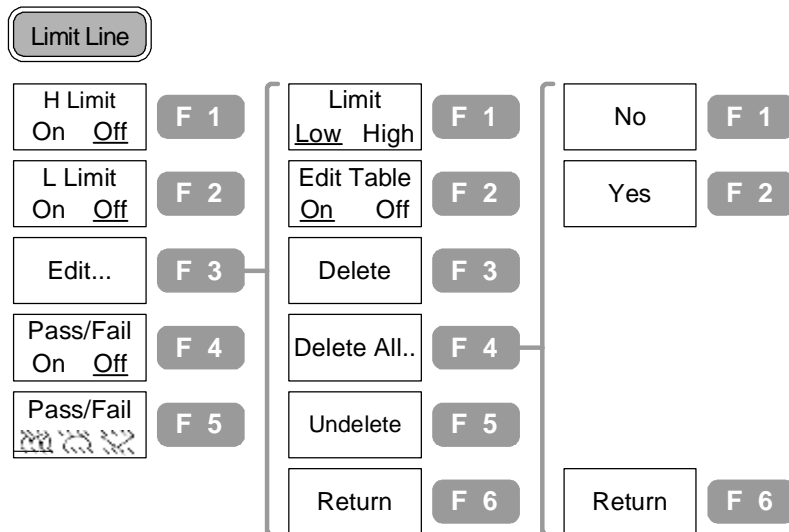 Limit Line
H Limit
On Off
F 1
L Limit
On Off
F 2
Edit...
F 3
Pass/Fail
On Off
F 4
Pass/Fail
F 5
Limit
Low High
F 1
Edit Table
On Off
F 2
Delete
F 3
Delete All..
F 4
Undelete
F 5
Return
F 6
No
F 1
Yes
F 2
Return
F 6